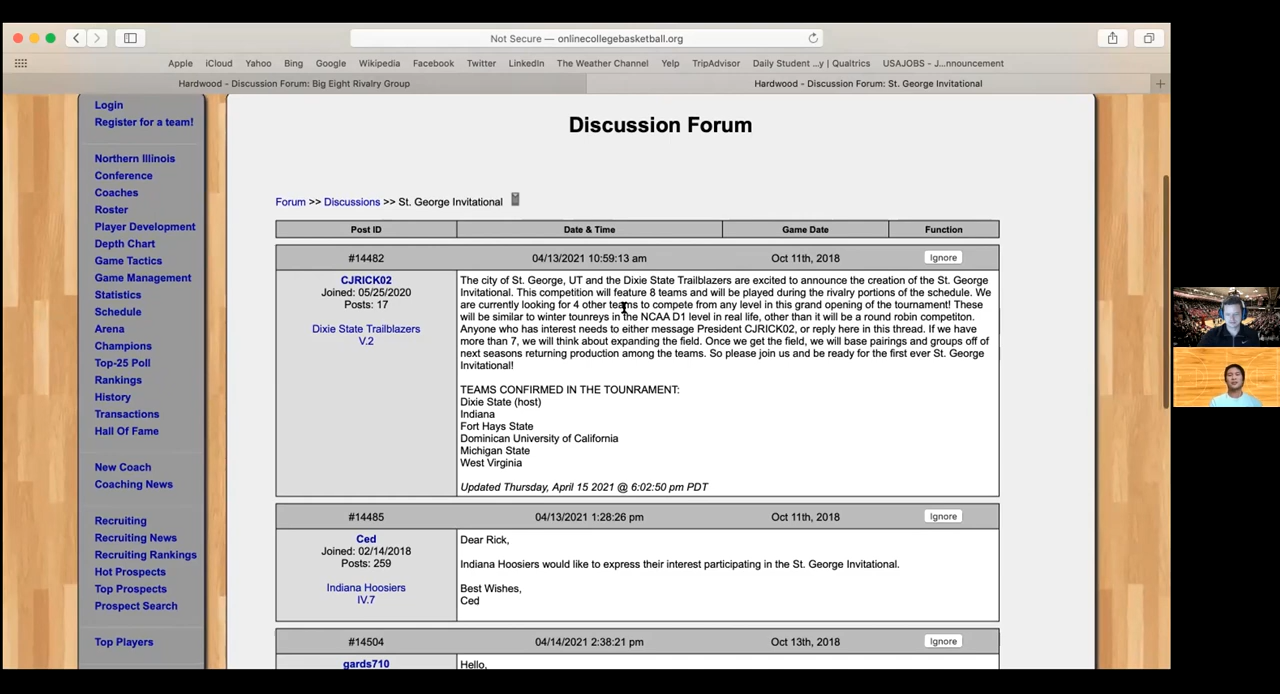 Not Secure — onlinecollegebasketball.org
Apple iCloud Yahoo Bing Google Wikipedia Facebook Twitter LinkedIn The Weather Channel Yelp TripAdvisor Daily Student ...y | Qualtrics USAJOBS - J...nnouncement
Hardwood - Discussion Forum: Big Eight Rivalry Group
Hardwood - Discussion Forum: St. George Invitational
Login
Register for a team!
Northern Illinois
Conference
Coaches
Roster
Player Development
Depth Chart
Game Tactics
Game Management
Statistics
Schedule
Arena
Champions
Top-25 Poll
Rankings
History
Transactions
Hall Of Fame
New Coach
Coaching News
Recruiting
Recruiting News
Recruiting Rankings
Hot Prospects
Top Prospects
Prospect Search
Top Players
Discussion Forum
Forum >> Discussions >> St. George Invitational
Post ID Date & Time Game Date Function
#14482 04/13/2021 10:59:13 am Oct 11th, 2018 Ignore
CJRICK02
Joined: 05/25/2020
Posts: 17
Dixie State Trailblazers
V.2
The city of St. George, UT and the Dixie State Trailblazers are excited to announce the creation of the St. George
Invitational. This competition will feature 8 teams and will be played during the rivalry portions of the schedule. We
are currently looking for 4 other teams to compete from any level in this grand opening of the tournament! These
will be similar to winter tounreys in the NCAA D1 level in real life, other than it will be a round robin competiton.
Anyone who has interest needs to either message President CJRICK02, or reply here in this thread. If we have
more than 7, we will think about expanding the field. Once we get the field, we will base pairings and groups off of
next seasons returning production among the teams. So please join us and be ready for the first ever St. George
Invitational!
TEAMS CONFIRMED IN THE TOUNRAMENT:
Dixie State (host)
Indiana
Fort Hays State
Dominican University of California
Michigan State
West Virginia
Updated Thursday, April 15 2021 @ 6:02:50 pm PDT
#14485 04/13/2021 1:28:26 pm Oct 11th, 2018 Ignore
Ced
Joined: 02/14/2018
Posts: 259
Indiana Hoosiers
IV.7
Dear Rick,
Indiana Hoosiers would like to express their interest participating in the St. George Invitational.
Best Wishes,
Ced
#14504 04/14/2021 2:38:21 pm Oct 13th, 2018 Ignore
gards710
Hello,